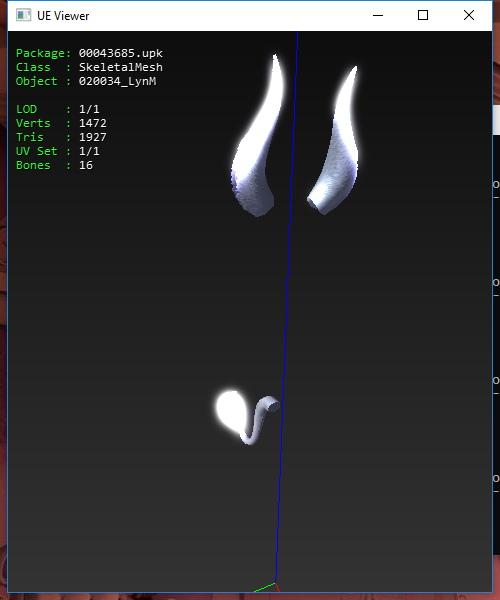 UE Viewer
Package: 00043685.upk
Class  : SkeletalMesh
Object : 020034_LynM
LOD    : 1/1
Verts  : 1472
Tris   : 1927
UV Set : 1/1
Bones  : 16